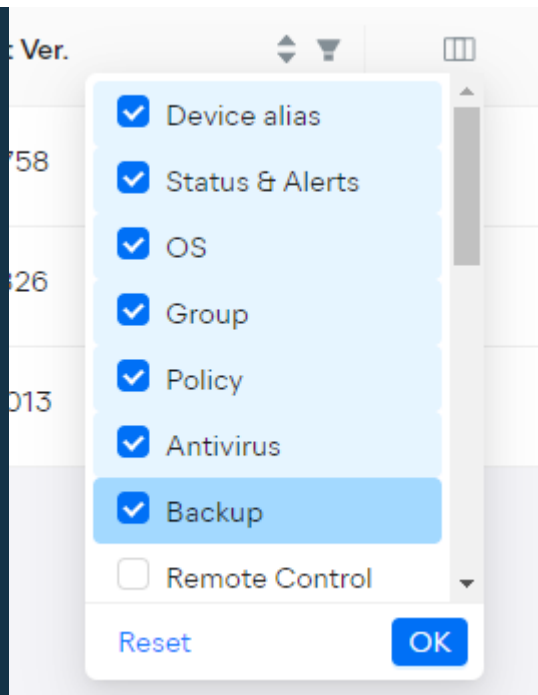 Ver.
Device alias
758
Status & Alerts
OS
326
Group
Policy
013
Antivirus
Backup
Remote Control
Reset
OK